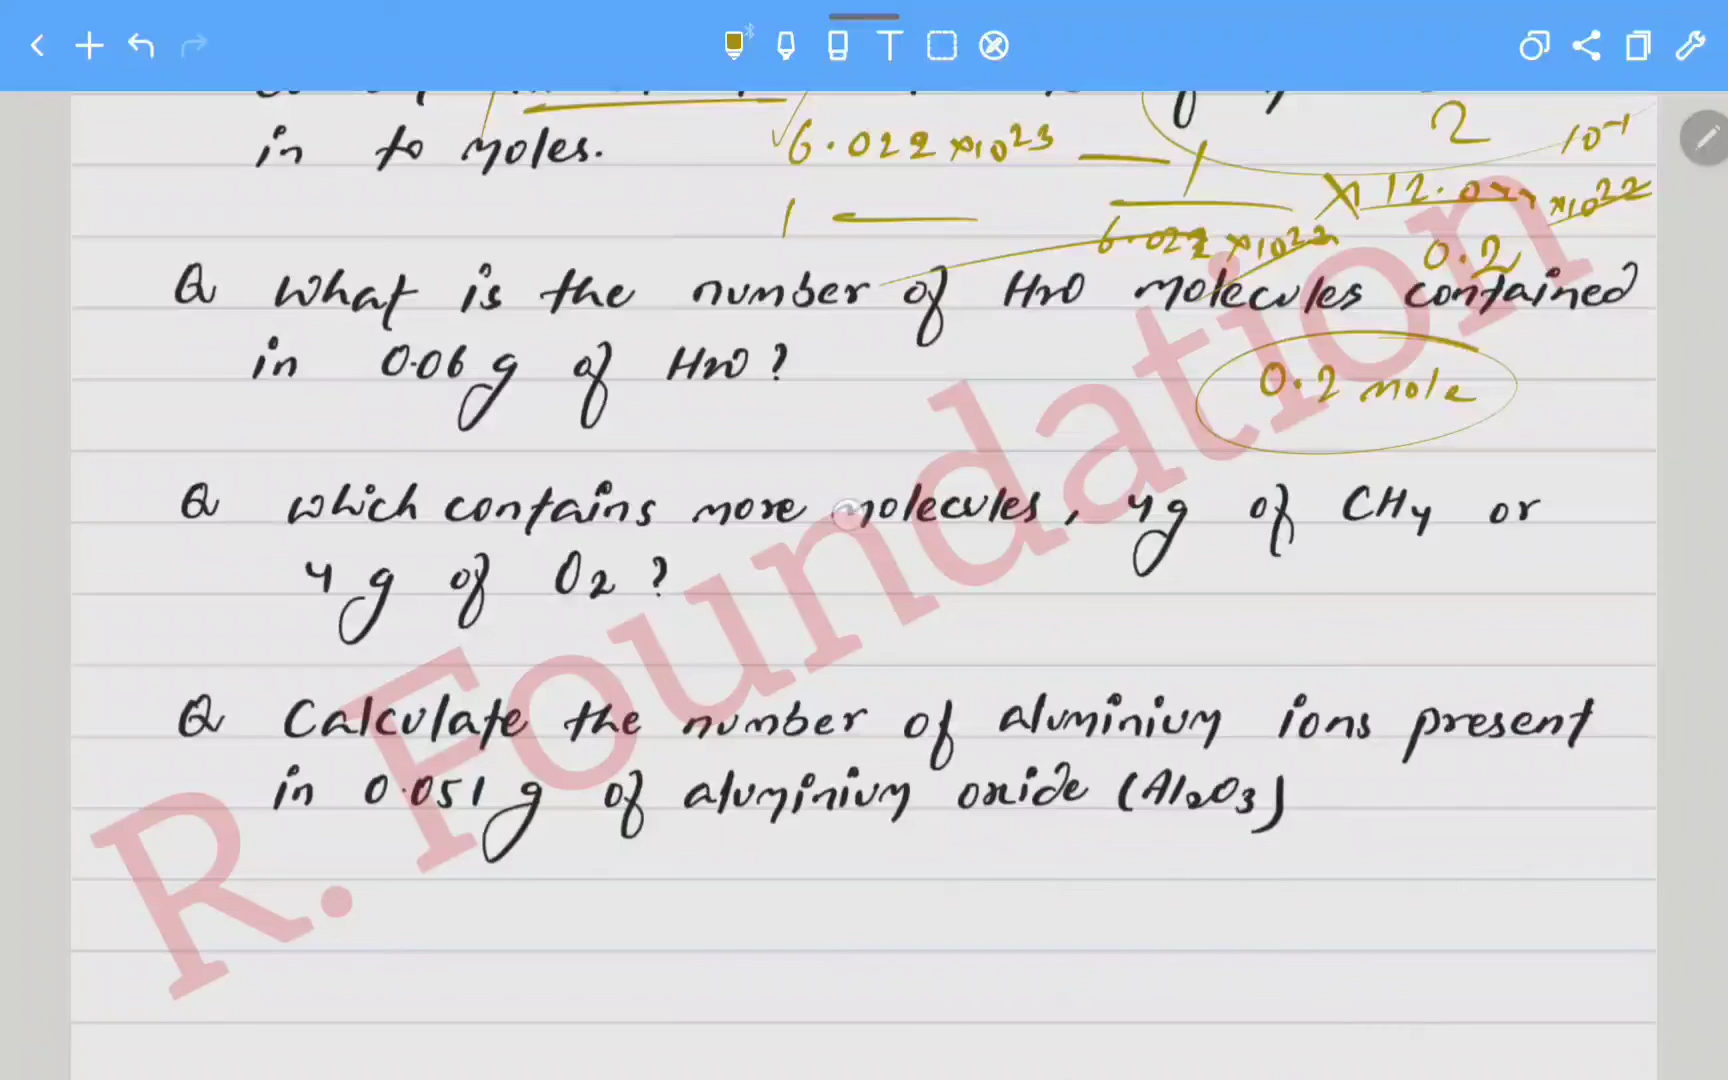 in to moles.
6.022 ×10²³
2
10⁻¹
1
1
× 12.044 ×10²²
6.022 ×10²³
0.2
Q What is the number of H₂O molecules contained
in 0.06 g of H₂O ?
0.2 mole
Q which contains more molecules, 4g of CH₄ or
4 g of O₂ ?
Q Calculate the number of aluminium ions present
in 0.051 g of aluminium oxide (Al₂O₃)
R. Foundation